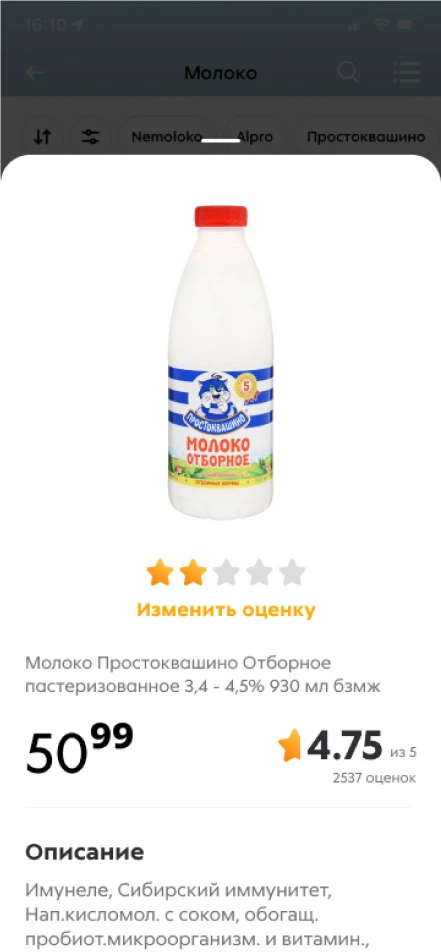 16:10
Молоко
Nemoloko Alpro Простоквашино
5
ПРОСТОКВАШИНО
МОЛОКО
ОТБОРНОЕ
ОТБОРНЫЕ ФЕРМЫ
Изменить оценку
Молоко Простоквашино Отборное
пастеризованное 3,4 - 4,5% 930 мл бзмж
50 99
4.75 из 5
2537 оценок
Описание
Имунеле, Сибирский иммунитет,
Нап.кисломол. с соком, обогащ.
пробиот.микроорганизм. и витамин.,